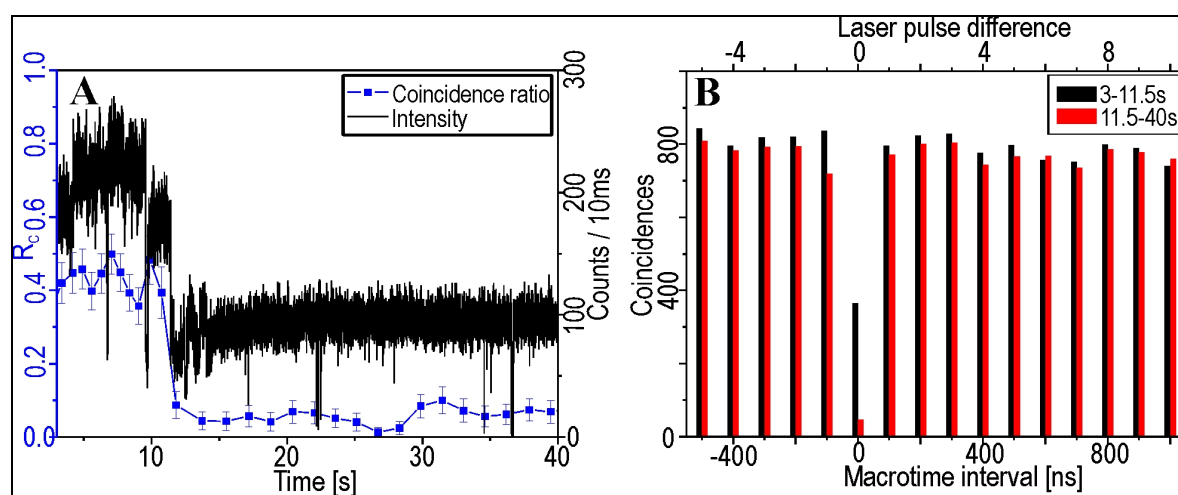 A
Coincidence ratio
Intensity
1.0
0.8
0.6
0.4
0.2
0.0
R_C
300
200
100
0
Counts / 10ms
10
20
30
40
Time [s]
Laser pulse difference
-4
0
4
8
B
3-11.5s
11.5-40s
800
400
0
Coincidences
-400
0
400
800
Macrotime interval [ns]